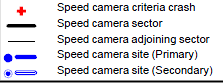 Speed camera criteria crash
Speed camera sector
Speed camera adjoining sector
Speed camera site (Primary)
Speed camera site (Secondary)